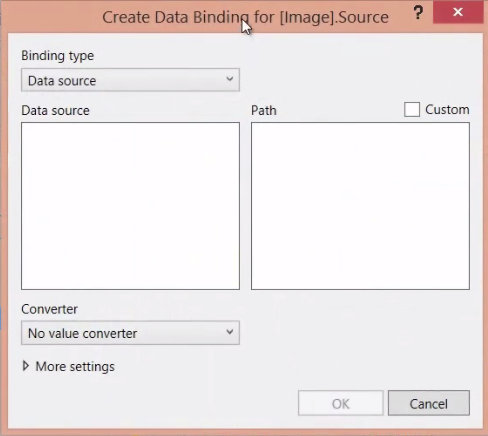 Create Data Binding for [Image].Source ?
Binding type
Data source
Data source Path Custom
Converter
No value converter
More settings
OK Cancel